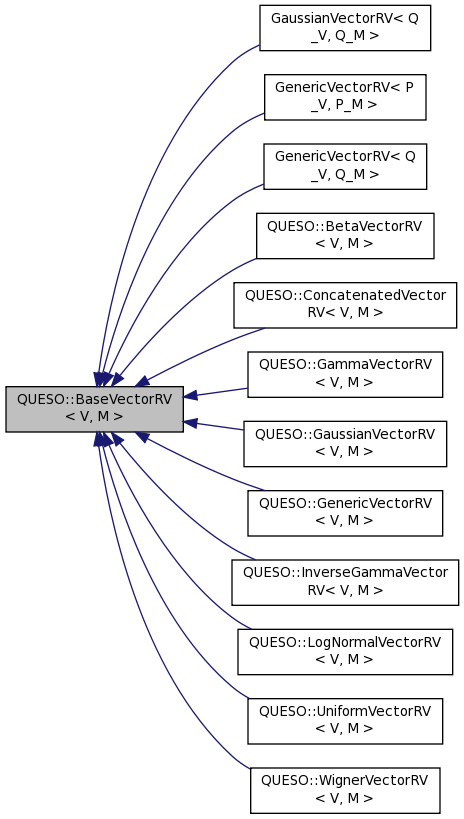 GaussianVectorRV< Q
_V, Q_M >
GenericVectorRV< P
_V, P_M >
GenericVectorRV< Q
_V, Q_M >
QUESO::BetaVectorRV
< V, M >
QUESO::ConcatenatedVector
RV< V, M >
QUESO::GammaVectorRV
< V, M >
QUESO::BaseVectorRV
< V, M >
QUESO::GaussianVectorRV
< V, M >
QUESO::GenericVectorRV
< V, M >
QUESO::InverseGammaVector
RV< V, M >
QUESO::LogNormalVectorRV
< V, M >
QUESO::UniformVectorRV
< V, M >
QUESO::WignerVectorRV
< V, M >